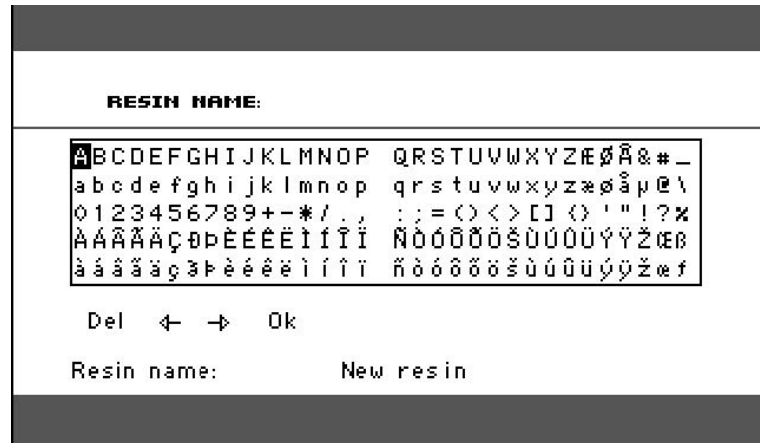 RESIN NAME:
ABCDEFGHIJKLMNOP QRSTUVWXYZÆØÅ&#_
abcdefghijklmnop qrstuvwxyzæøåµ@\
0123456789+-*/., :;=()<>[]{}'"!?%
ÀÁÂÃÄÇÐÞÈÉÊËÌÍÎÏ ÑÒÓÔÕÖŠÙÚÛÜÝŸŽŒß
àáâãäçðþèéêëìíîï ñòóôõöšùúûüýÿžœƒ
Del Ok
Resin name: New resin